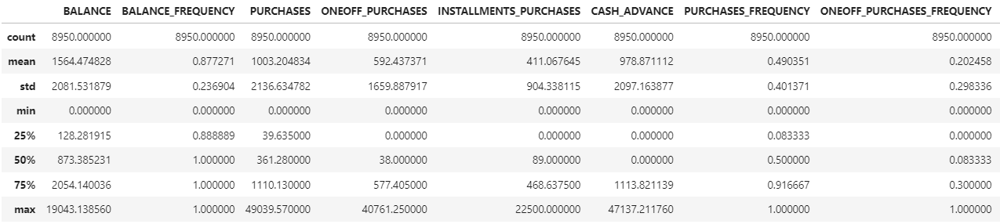 BALANCE BALANCE_FREQUENCY PURCHASES ONEOFF_PURCHASES INSTALLMENTS_PURCHASES CASH_ADVANCE PURCHASES_FREQUENCY ONEOFF_PURCHASES_FREQUENCY
count 8950.000000 8950.000000 8950.000000 8950.000000 8950.000000 8950.000000 8950.000000 8950.000000
mean 1564.474828 0.877271 1003.204834 592.437371 411.067645 978.871112 0.490351 0.202458
std 2081.531879 0.236904 2136.634782 1659.887917 904.338115 2097.163877 0.401371 0.298336
min 0.000000 0.000000 0.000000 0.000000 0.000000 0.000000 0.000000 0.000000
25% 128.281915 0.888889 39.635000 0.000000 0.000000 0.000000 0.083333 0.000000
50% 873.385231 1.000000 361.280000 38.000000 89.000000 0.000000 0.500000 0.083333
75% 2054.140036 1.000000 1110.130000 577.405000 468.637500 1113.821139 0.916667 0.300000
max 19043.138560 1.000000 49039.570000 40761.250000 22500.000000 47137.211760 1.000000 1.000000